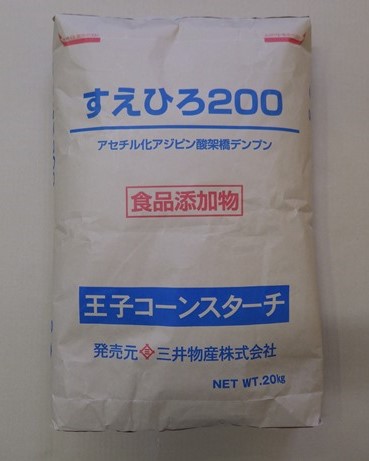 すえひろ200
アセチル化アジピン酸架橋デンプン
食品添加物
王子コーンスターチ
発売元 三井物産株式会社
NET WT.20kg